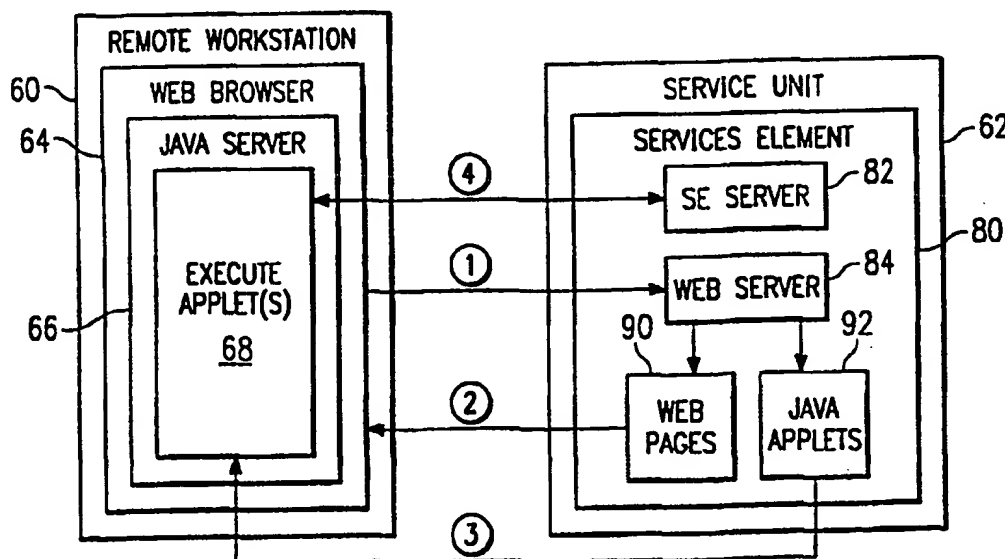 REMOTE WORKSTATION
60
WEB BROWSER
64
JAVA SERVER
66
EXECUTE
APPLET(S)
68
4
1
2
3
SERVICE UNIT
62
SERVICES ELEMENT
80
SE SERVER
82
WEB SERVER
84
90
WEB
PAGES
92
JAVA
APPLETS